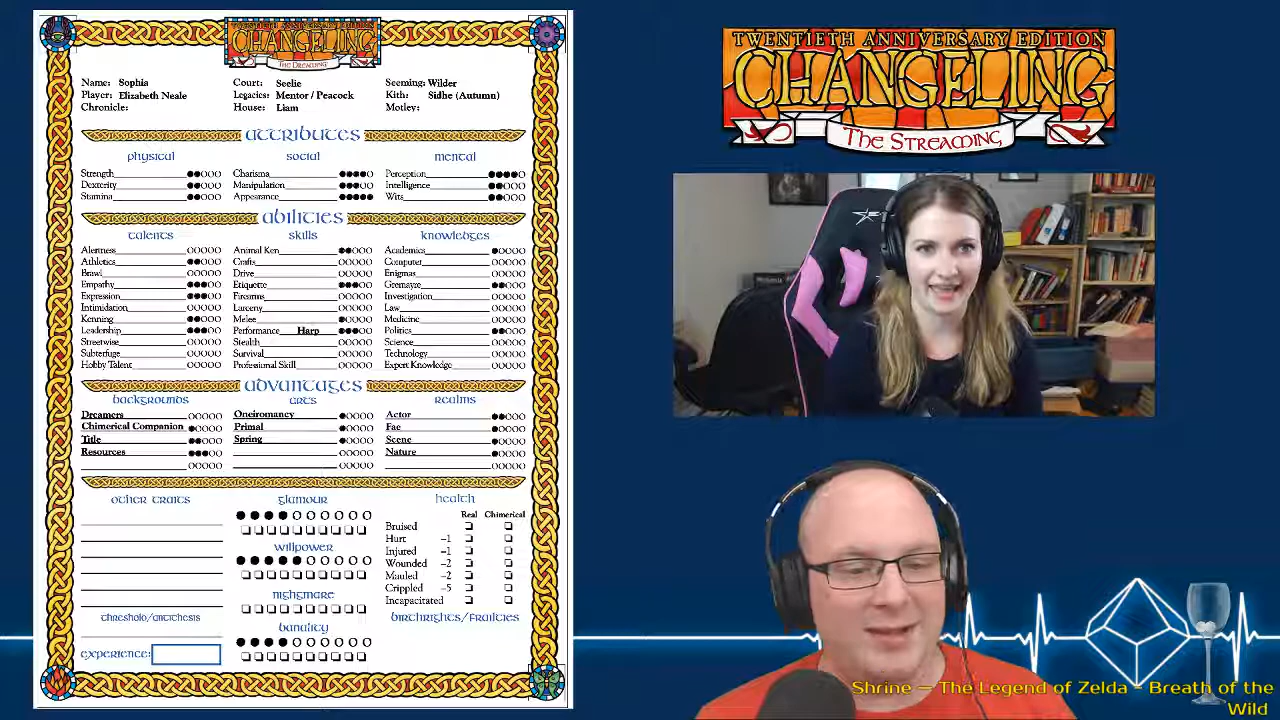 TWENTIETH ANNIVERSARY EDITION
CHANGELING
THE DREAMING
Name: Sophia Court: Seelie Seeming: Wilder
Player: Elizabeth Neale Legacies: Mentor / Peacock Kith: Sidhe (Autumn)
Chronicle: House: Liam Motley:
attributes
physical social mental
Strength Charisma Perception
Dexterity Manipulation Intelligence
Stamina Appearance Wits
abilities
talents skills knowledges
Alertness Animal Ken Academics
Athletics Crafts Computer
Brawl Drive Enigmas
Empathy Etiquette Gremayre
Expression Firearms Investigation
Intimidation Larceny Law
Kenning Melee Medicine
Leadership Performance Harp Politics
Streetwise Stealth Science
Subterfuge Survival Technology
Hobby Talent Professional Skill Expert Knowledge
advantages
backgrounds arts realms
Dreamers Oneiromancy Actor
Chimerical Companion Primal Fae
Title Spring Scene
Resources Nature
other traits glamour health
Real Chimerical
Bruised
Hurt -1
Injured -1
willpower
Wounded -2
Mauled -2
Crippled -5
nightmare
Incapacitated
threshold/antithesis birthrights/frailties
banality
experience:
TWENTIETH ANNIVERSARY EDITION
CHANGELING
THE STREAMING
Shrine – The Legend of Zelda - Breath of the
Wild